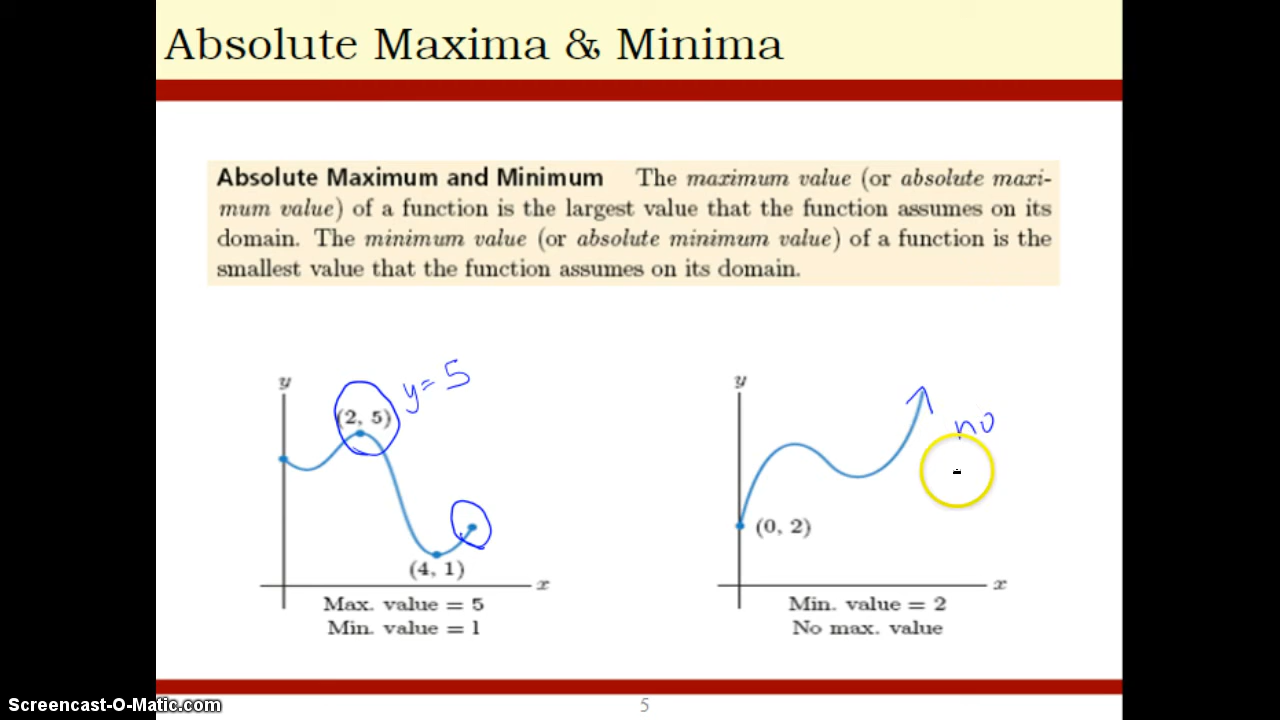 Absolute Maxima & Minima
Absolute Maximum and Minimum The maximum value (or absolute maxi-
mum value) of a function is the largest value that the function assumes on its
domain. The minimum value (or absolute minimum value) of a function is the
smallest value that the function assumes on its domain.
y
(2, 5)
y = 5
(4, 1)
x
Max. value = 5
Min. value = 1
y
no
(0, 2)
x
Min. value = 2
No max. value
Screencast-O-Matic.com
5